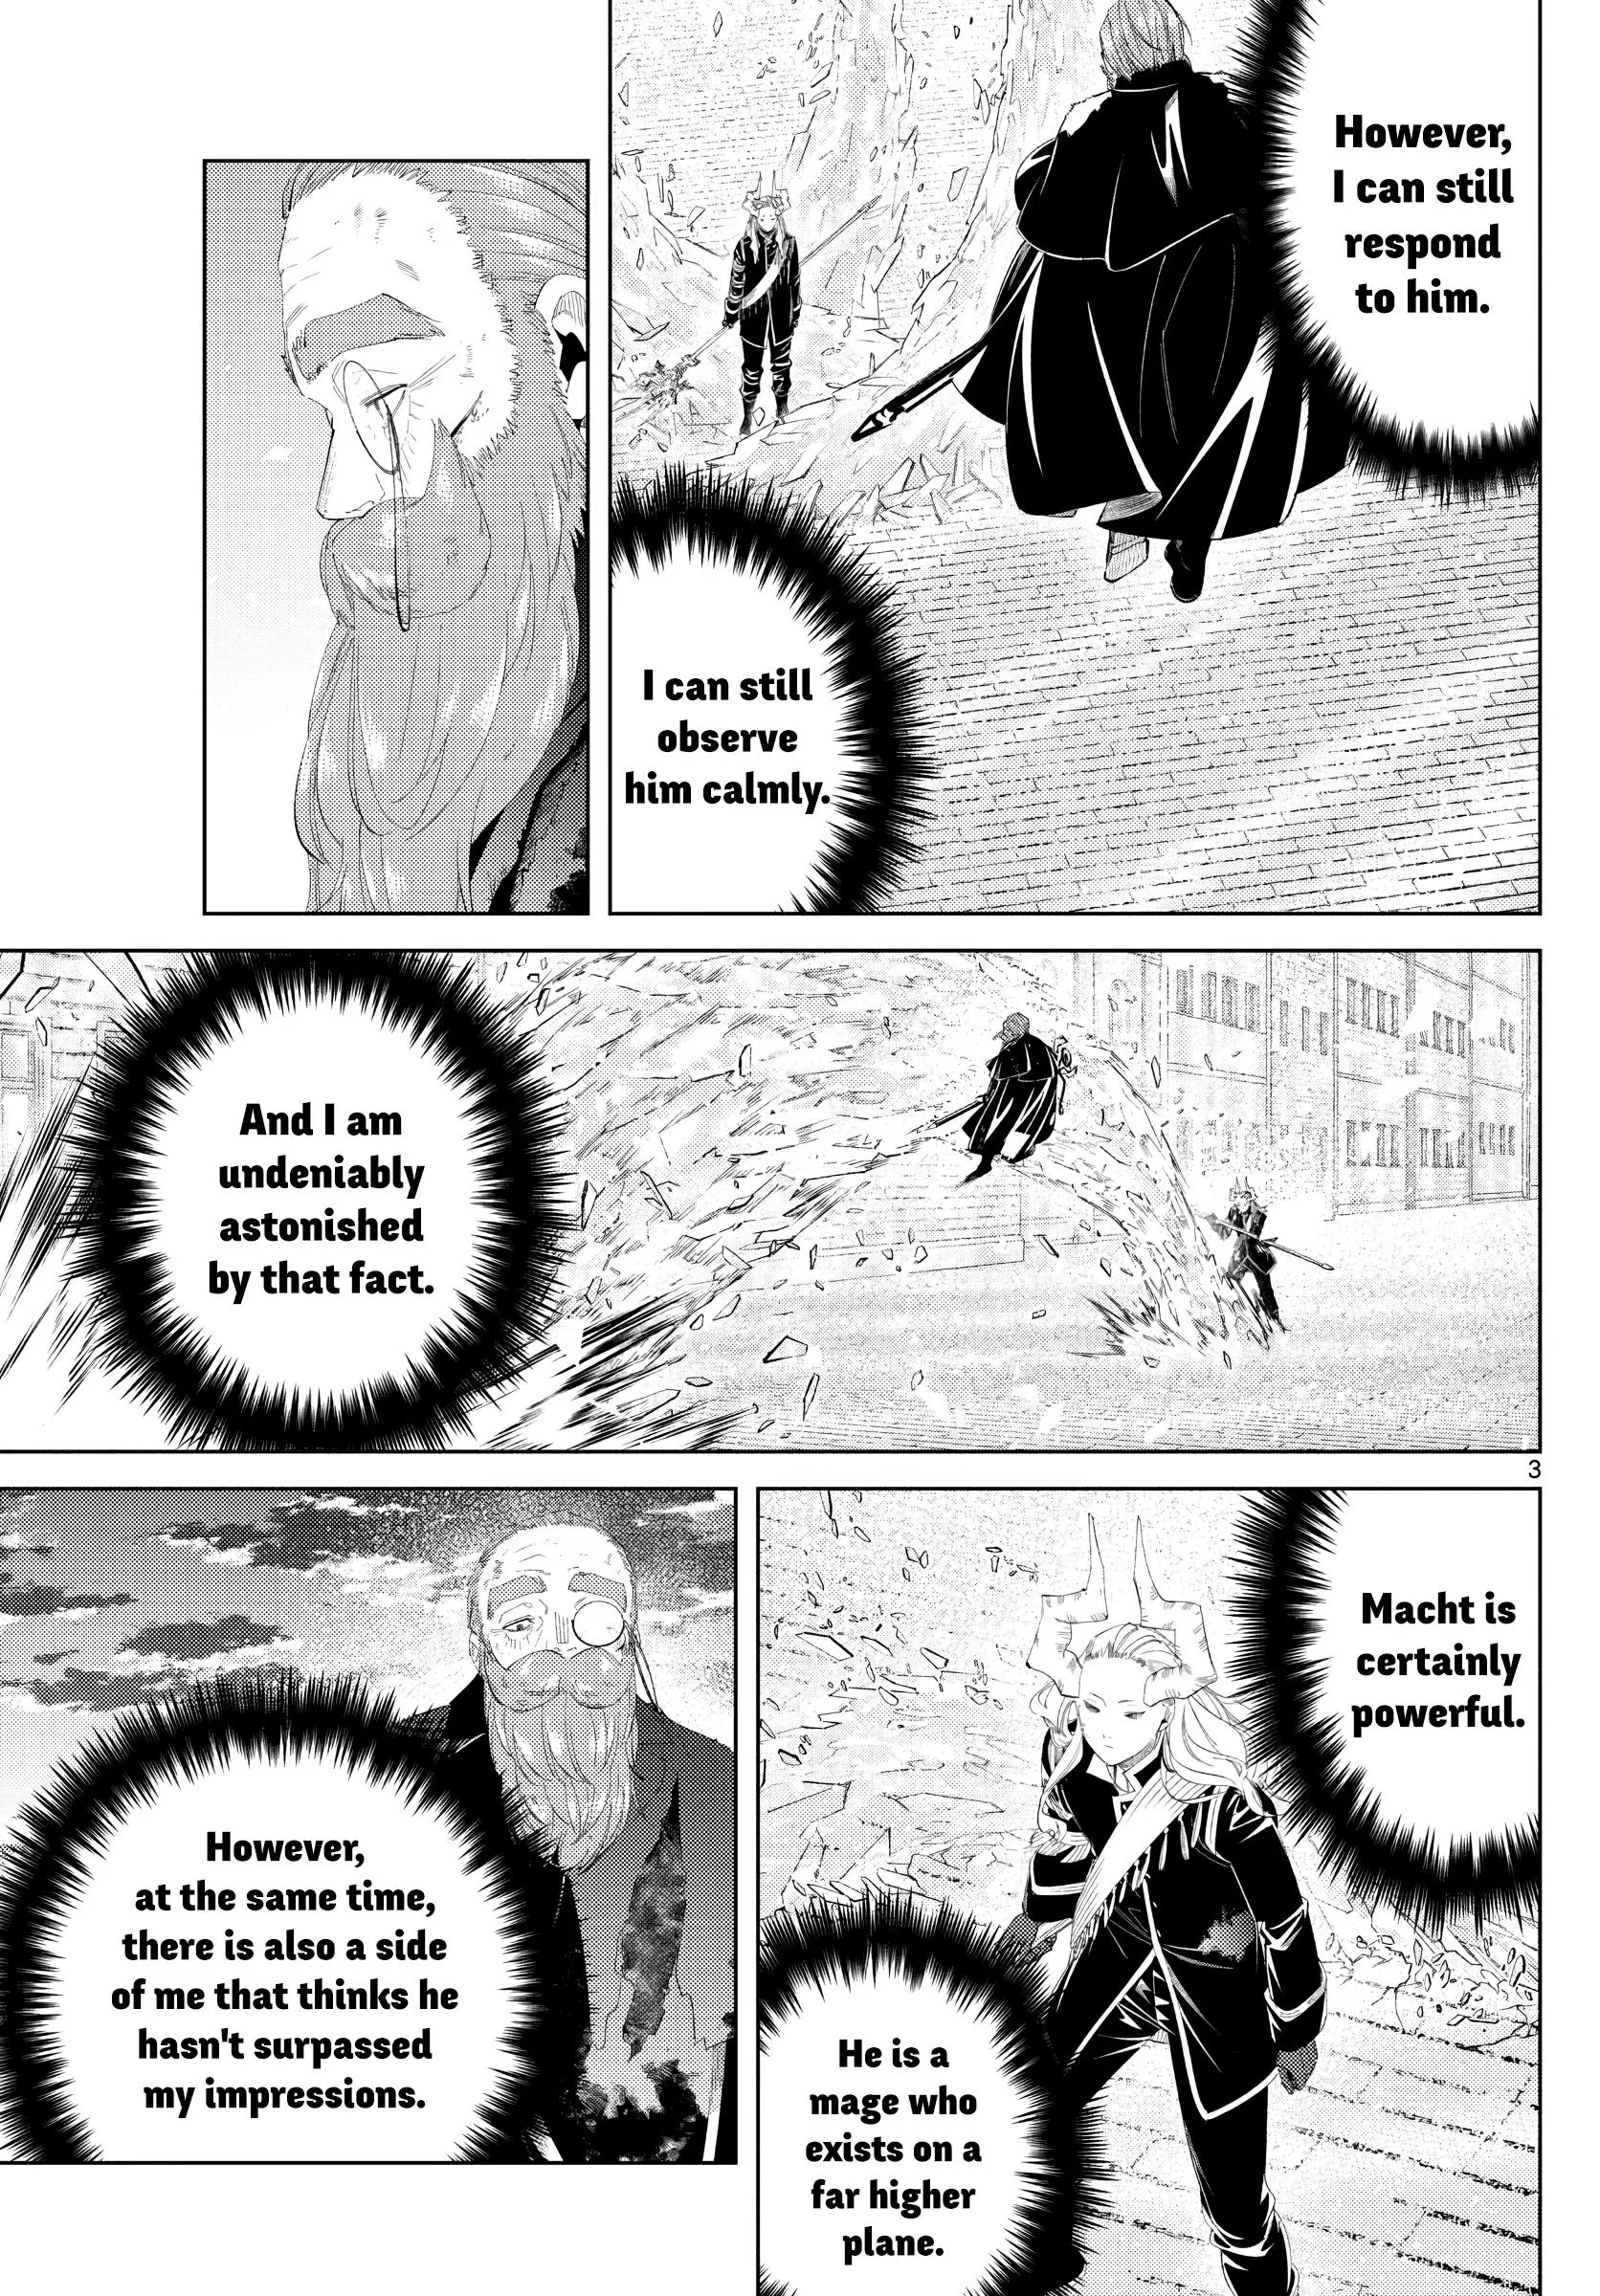 However,
I can still
respond
to him.
I can still
observe
him calmly.
And I am
undeniably
astonished
by that fact.
3
Macht is
certainly
powerful.
He is a
mage who
exists on a
far higher
plane.
However,
at the same time,
there is also a side
of me that thinks he
hasn't surpassed
my impressions.